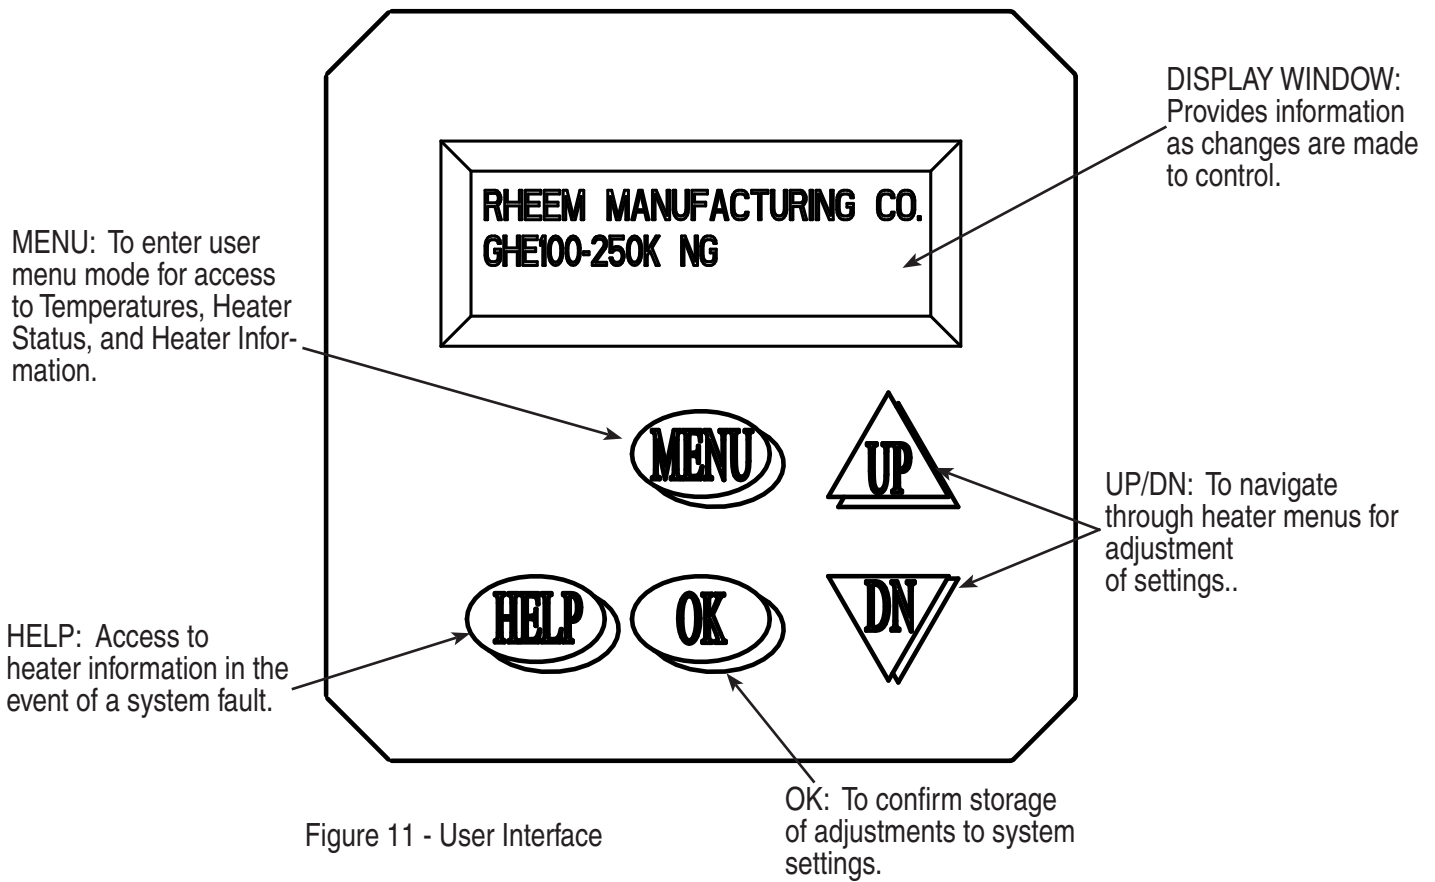 DISPLAY WINDOW:
Provides information
as changes are made
to control.
RHEEM MANUFACTURING CO.
GHE100-250K NG
MENU: To enter user
menu mode for access
to Temperatures, Heater
Status, and Heater Infor-
mation.
MENU
UP
UP/DN: To navigate
through heater menus for
adjustment
of settings..
HELP
OK
DN
HELP: Access to
heater information in the
event of a system fault.
OK: To confirm storage
of adjustments to system
settings.
Figure 11 - User Interface